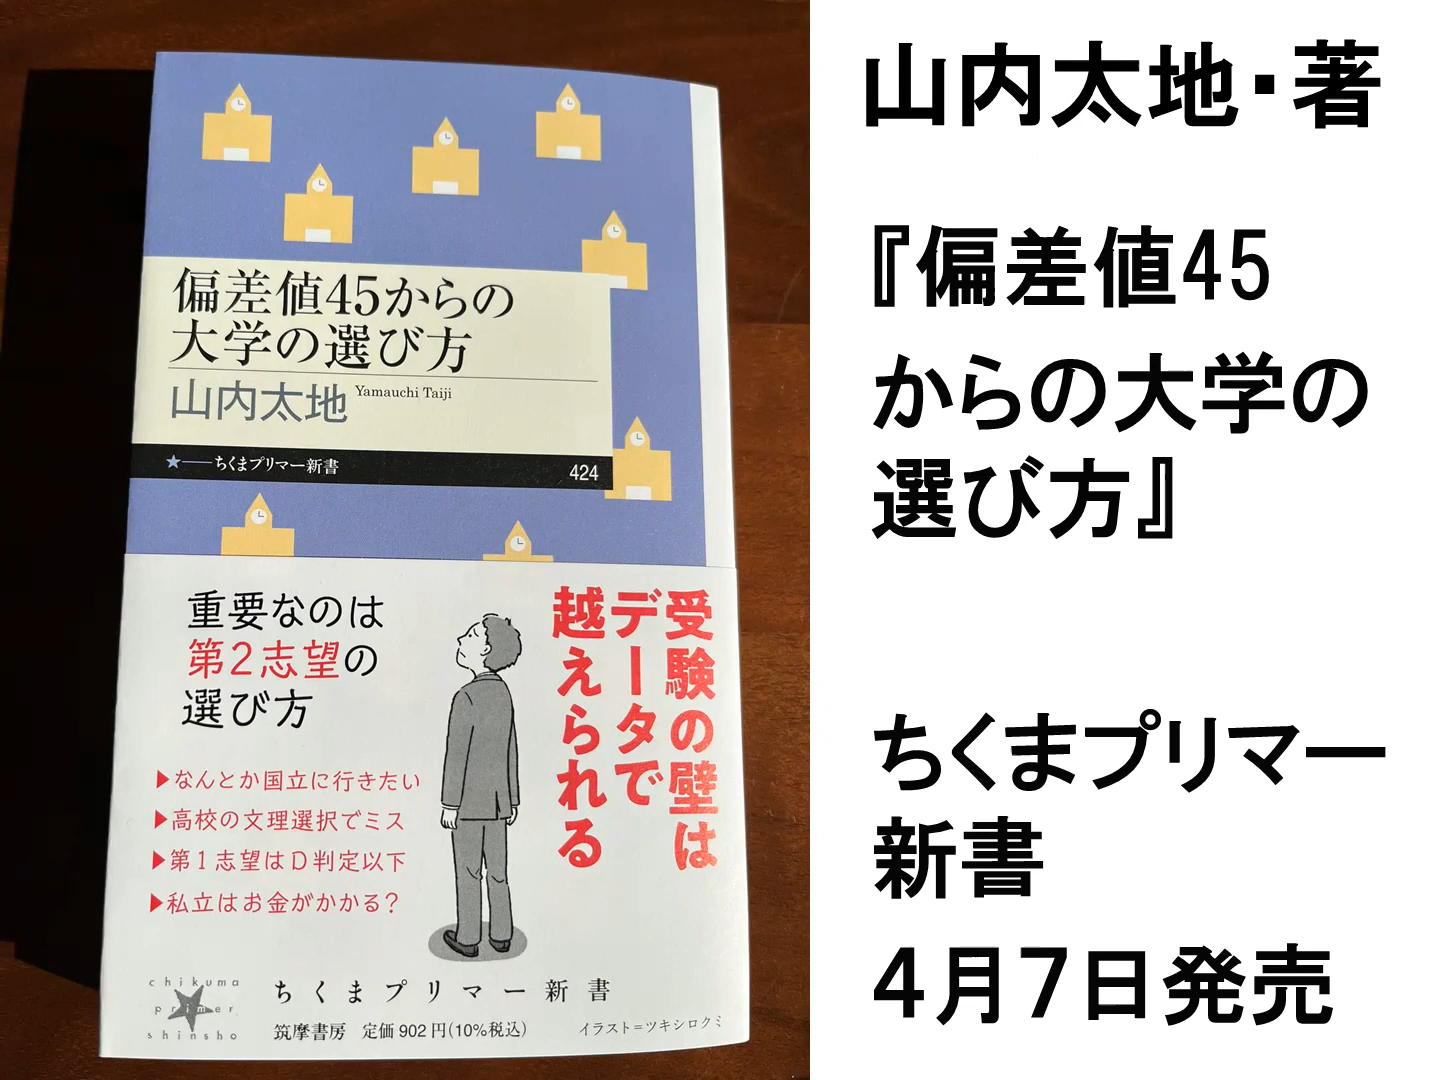 偏差値45からの
大学の選び方
山内太地 Yamauchi Taiji
★──ちくまプリマー新書 424
受験の壁は
データで
越えられる
重要なのは
第2志望の
選び方
▶なんとか国立に行きたい
▶高校の文理選択でミス
▶第1志望はD判定以下
▶私立はお金がかかる?
chikuma
primer
shinsho
ちくまプリマー新書
筑摩書房 定価902円(10%税込)
イラスト=ツキシロクミ
山内太地・著
『偏差値45
からの大学の
選び方』
ちくまプリマー
新書
4月7日発売